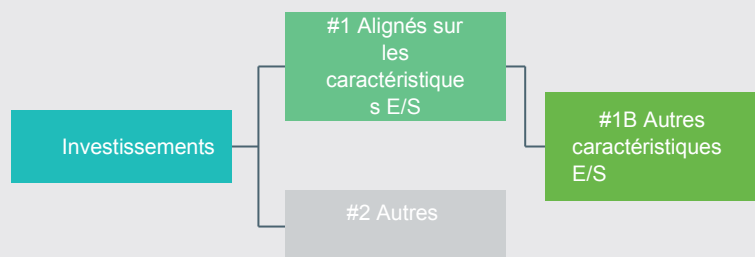 Investissements
#1 Alignés sur
les
caractéristique
s E/S
#2 Autres
#1B Autres
caractéristiques
E/S